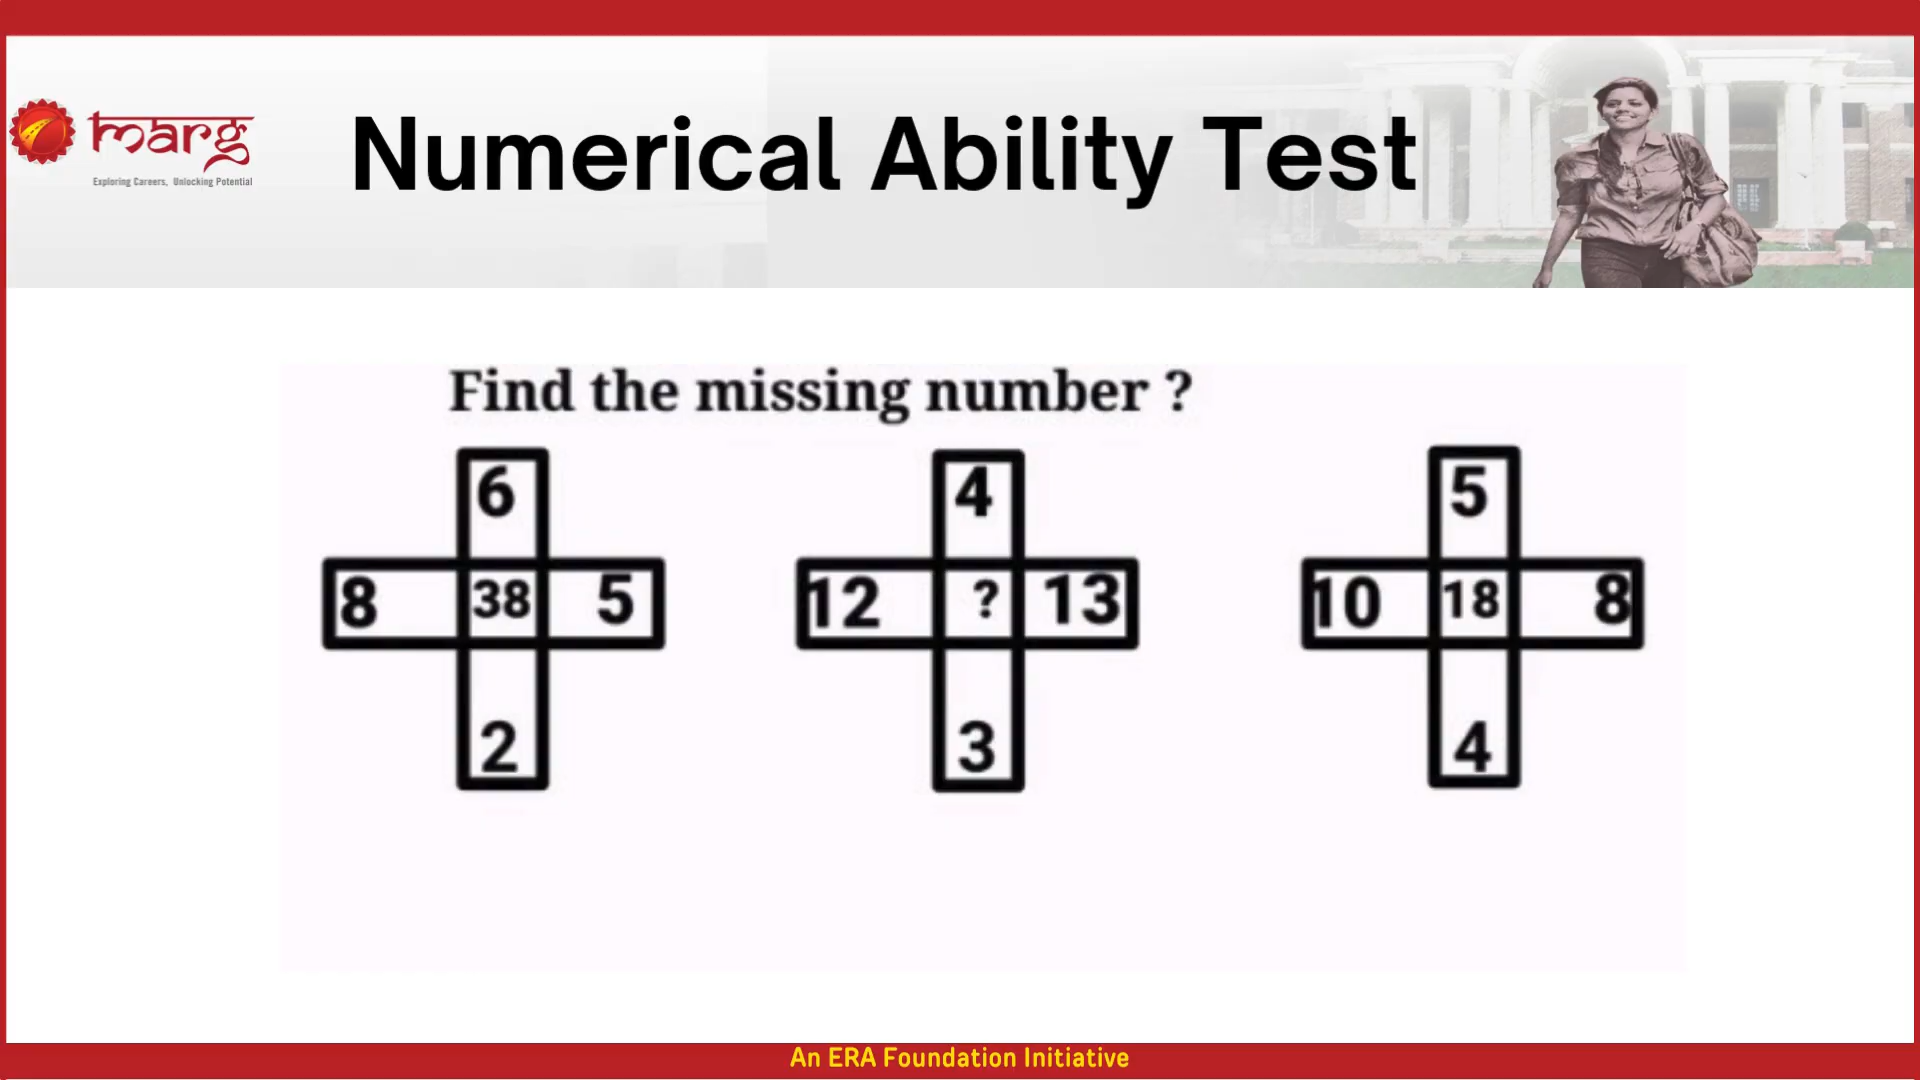 marg
Exploring Careers, Unlocking Potential
Numerical Ability Test
Find the missing number ?
6 4 5
8 38 5 12 ? 13 10 18 8
2 3 4
An ERA Foundation Initiative